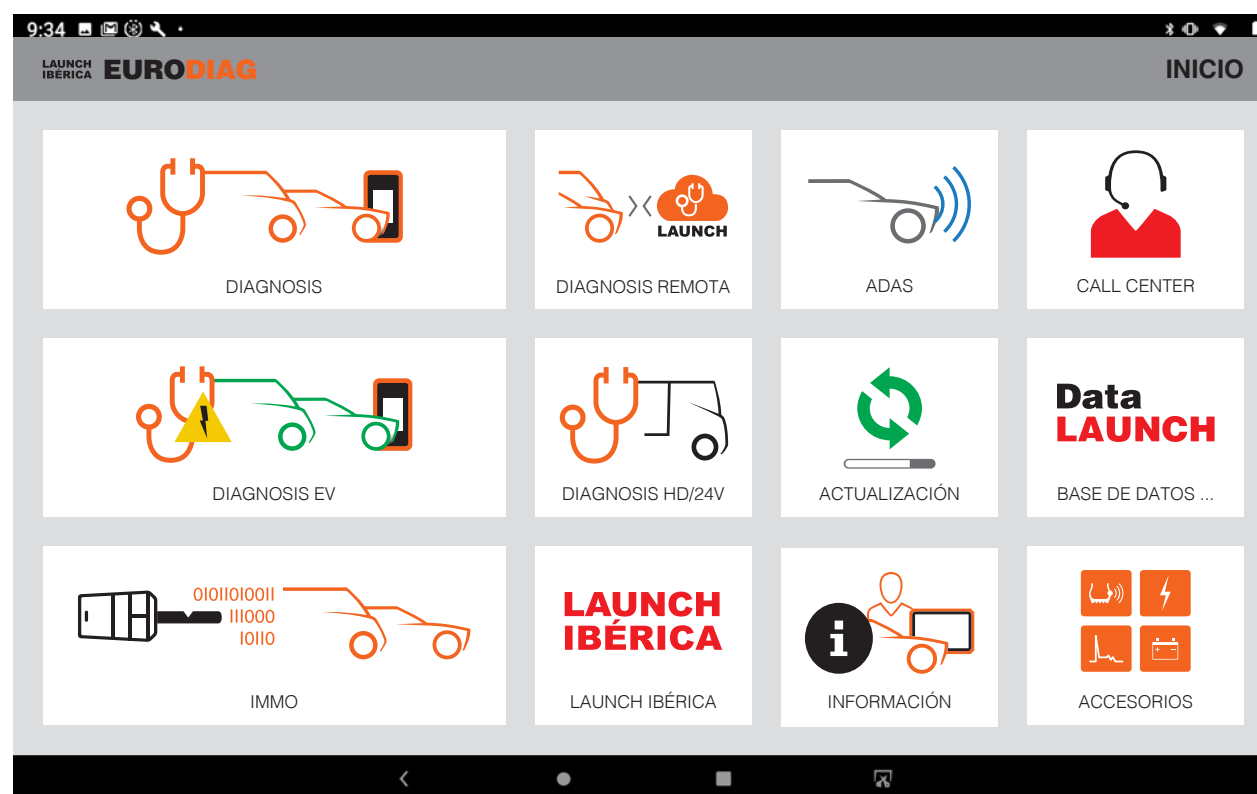 9:34
LAUNCH
IBÉRICA EURODIAG
INICIO
DIAGNOSIS
LAUNCH
DIAGNOSIS REMOTA
ADAS
CALL CENTER
DIAGNOSIS EV
DIAGNOSIS HD/24V
ACTUALIZACIÓN
Data
LAUNCH
BASE DE DATOS ...
01011010011
111000
10110
IMMO
LAUNCH
IBÉRICA
LAUNCH IBÉRICA
i
INFORMACIÓN
ACCESORIOS